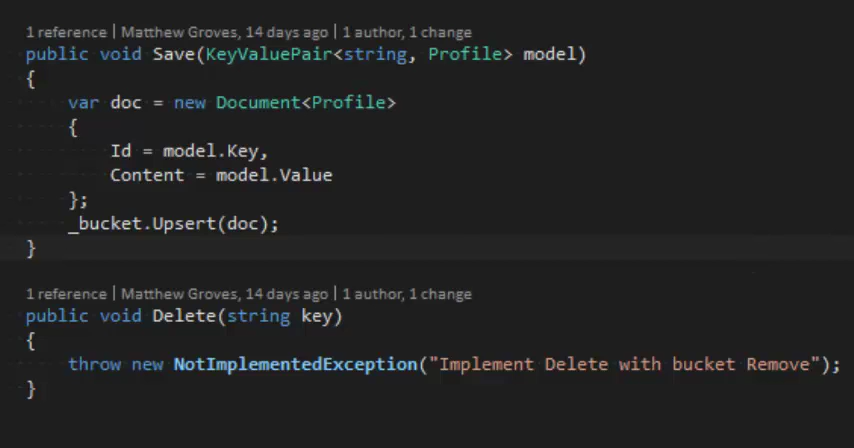 1 reference | Matthew Groves, 14 days ago | 1 author, 1 change
public void Save(KeyValuePair<string, Profile> model)
{
var doc = new Document<Profile>
{
Id = model.Key,
Content = model.Value
};
_bucket.Upsert(doc);
}
1 reference | Matthew Groves, 14 days ago | 1 author, 1 change
public void Delete(string key)
{
throw new NotImplementedException("Implement Delete with bucket Remove");
}